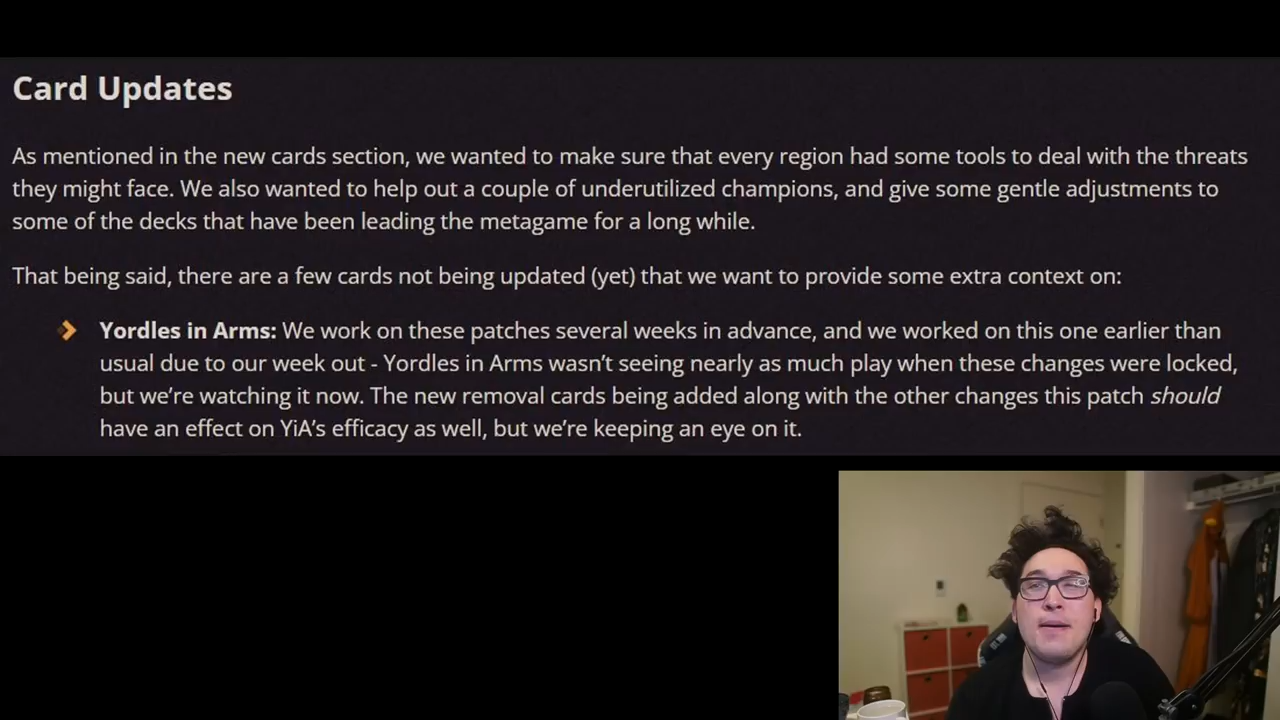 Card Updates
As mentioned in the new cards section, we wanted to make sure that every region had some tools to deal with the threats
they might face. We also wanted to help out a couple of underutilized champions, and give some gentle adjustments to
some of the decks that have been leading the metagame for a long while.
That being said, there are a few cards not being updated (yet) that we want to provide some extra context on:
Yordles in Arms: We work on these patches several weeks in advance, and we worked on this one earlier than
usual due to our week out - Yordles in Arms wasn’t seeing nearly as much play when these changes were locked,
but we’re watching it now. The new removal cards being added along with the other changes this patch should
have an effect on YiA’s efficacy as well, but we’re keeping an eye on it.